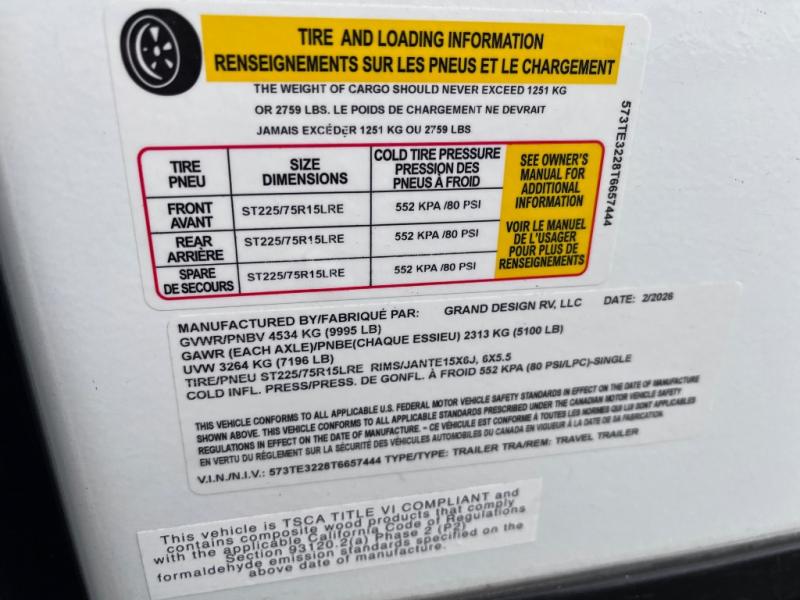 TIRE AND LOADING INFORMATION
RENSEIGNEMENTS SUR LES PNEUS ET LE CHARGEMENT
THE WEIGHT OF CARGO SHOULD NEVER EXCEED 1251 KG
OR 2759 LBS. LE POIDS DE CHARGEMENT NE DEVRAIT
JAMAIS EXCÉDER 1251 KG OU 2759 LBS
573TE3228T6657444
TIRE
PNEU
SIZE
DIMENSIONS
COLD TIRE PRESSURE
PRESSION DES
PNEUS À FROID
FRONT
AVANT
ST225/75R15LRE
552 KPA /80 PSI
REAR
ARRIÈRE
ST225/75R15LRE
552 KPA /80 PSI
SPARE
DE SECOURS
ST225/75R15LRE
552 KPA /80 PSI
SEE OWNER'S
MANUAL FOR
ADDITIONAL
INFORMATION
VOIR LE MANUEL
DE L'USAGER
POUR PLUS DE
RENSEIGNEMENTS
MANUFACTURED BY/FABRIQUÉ PAR: GRAND DESIGN RV, LLC DATE: 2/2026
GVWR/PNBV 4534 KG (9995 LB)
GAWR (EACH AXLE)/PNBE(CHAQUE ESSIEU) 2313 KG (5100 LB)
UVW 3264 KG (7196 LB)
TIRE/PNEU ST225/75R15LRE RIMS/JANTE15X6J, 6X5.5
COLD INFL. PRESS/PRESS. DE GONFL. À FROID 552 KPA (80 PSI/LPC)-SINGLE
THIS VEHICLE CONFORMS TO ALL APPLICABLE U.S. FEDERAL MOTOR VEHICLE SAFETY STANDARDS IN EFFECT ON THE DATE OF MANUFACTURE
SHOWN ABOVE. THIS VEHICLE CONFORMS TO ALL APPLICABLE STANDARDS PRESCRIBED UNDER THE CANADIAN MOTOR VEHICLE SAFETY
REGULATIONS IN EFFECT ON THE DATE OF MANUFACTURE. – CE VÉHICULE EST CONFORME À TOUTES LES NORMES QUI LUI SONT APPLICABLES
EN VERTU DU RÈGLEMENT SUR LA SÉCURITÉ DES VÉHICULES AUTOMOBILES DU CANADA EN VIGUEUR À LA DATE DE SA FABRICATION.
V.I.N./N.I.V.: 573TE3228T6657444 TYPE/TYPE: TRAILER TRA/REM: TRAVEL TRAILER
This vehicle is TSCA TITLE VI COMPLIANT and
contains composite wood products that comply
with the applicable California Code of Regulations
Section 93120.2(a) Phase 2 (P2)
formaldehyde emission standards specified on the
above date of manufacture.